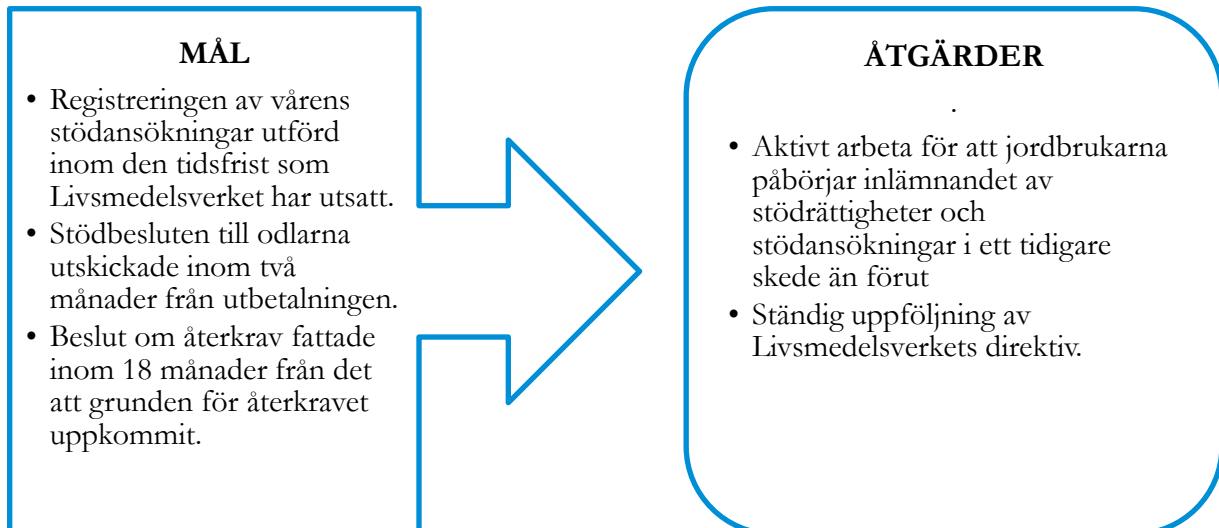 MÅL
• Registreringen av vårens
stödansökningar utförd
inom den tidsfrist som
Livsmedelsverket har utsatt.
• Stödbesluten till odlarna
utskickade inom två
månader från utbetalningen.
• Beslut om återkrav fattade
inom 18 månader från det
att grunden för återkravet
uppkommit.
ÅTGÄRDER
.
• Aktivt arbeta för att jordbrukarna
påbörjar inlämnandet av
stödrättigheter och
stödansökningar i ett tidigare
skede än förut
• Ständig uppföljning av
Livsmedelsverkets direktiv.